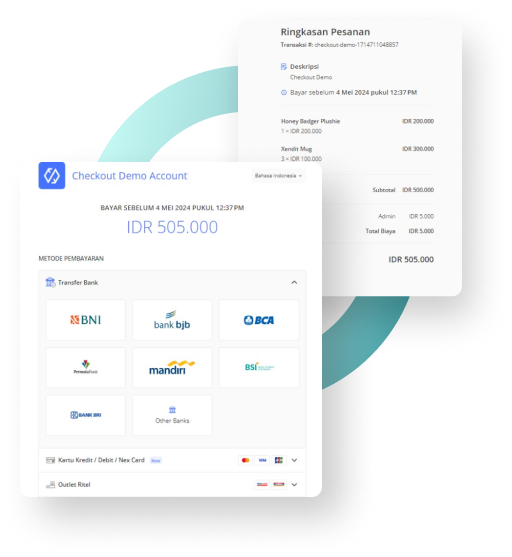 Ringkasan Pesanan
Transaksi #: checkout-demo-1714711048857
Deskripsi
Checkout Demo
Bayar sebelum 4 Mei 2024 pukul 12:37 PM
Honey Badger Plushie IDR 200.000
1 × IDR 200.000
Xendit Mug IDR 300.000
3 × IDR 100.000
Subtotal IDR 500.000
Admin IDR 5.000
Total Biaya IDR 5.000
IDR 505.000
Checkout Demo Account
Bahasa Indonesia
BAYAR SEBELUM 4 MEI 2024 PUKUL 12:37 PM
IDR 505.000
METODE PEMBAYARAN
Transfer Bank
BNI
bank bjb
BCA
PermataBank
mandiri
BSI
BANK BRI
Other Banks
Kartu Kredit / Debit / Nex Card New
VISA
JCB
Outlet Ritel